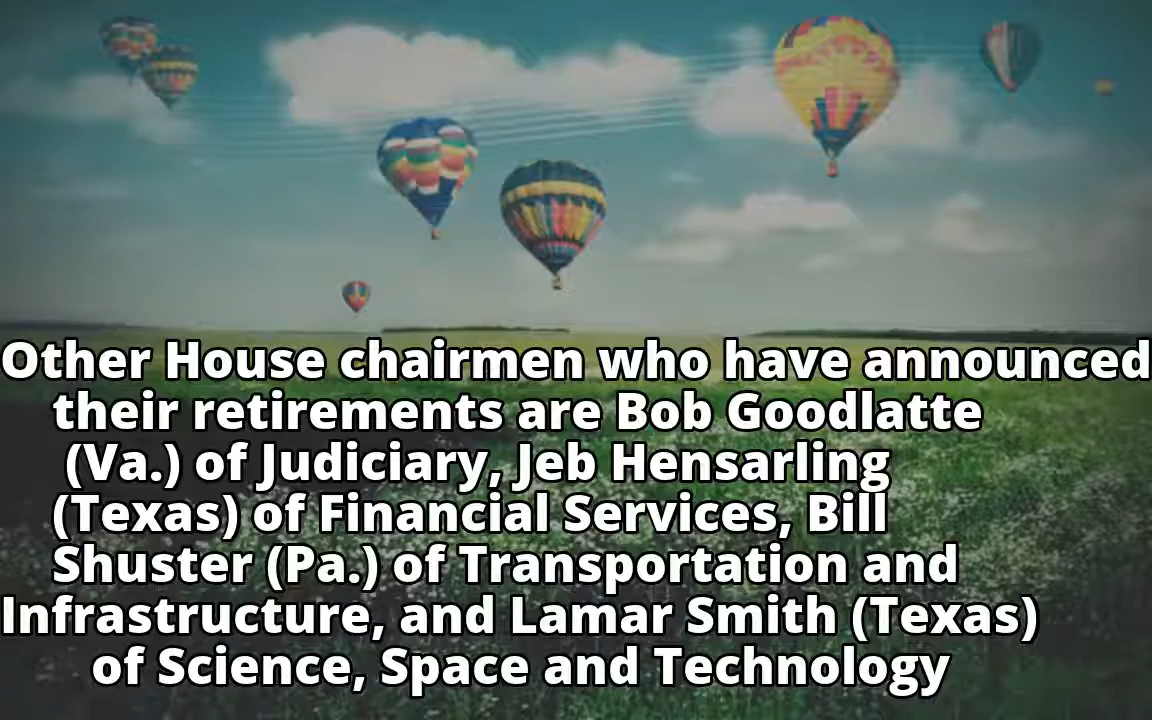 Other House chairmen who have announced
their retirements are Bob Goodlatte
(Va.) of Judiciary, Jeb Hensarling
(Texas) of Financial Services, Bill
Shuster (Pa.) of Transportation and
Infrastructure, and Lamar Smith (Texas)
of Science, Space and Technology